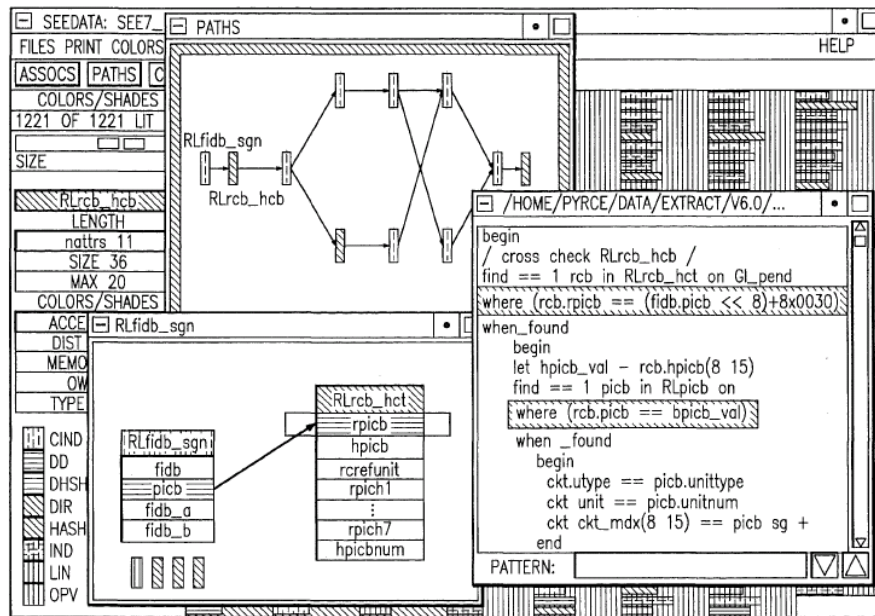 SEEDATA: SEE7_
FILES PRINT COLORS
HELP
ASSOCS PATHS C
COLORS/SHADES
1221 OF 1221 LIT
SIZE
RLrcb_hcb
LENGTH
nattrs 11
SIZE 36
MAX 20
COLORS/SHADES
ACCE
DIST
MEMO
OW
TYPE
CIND
DD
DHSH
DIR
HASH
IND
LIN
OPV
PATHS
RLfidb_sgn
RLrcb_hcb
RLfidb_sgn
RLfidb_sgn
fidb
picb
fidb_a
fidb_b
RLrcb_hct
rpicb
hpicb
rcrefunit
rpich1
⋮
rpich7
hpicbnum
/HOME/PYRCE/DATA/EXTRACT/V6.0/...
begin
/ cross check RLrcb_hcb /
find == 1 rcb in RLrcb_hct on GI_pend
where (rcb.rpicb == (fidb.picb << 8)+8x0030)
when_found
begin
let hpicb_val - rcb.hpicb(8 15)
find == 1 picb in RLpicb on
where (rcb.picb == bpicb_val)
when _found
begin
ckt.utype == picb.unittype
ckt unit == picb.unitnum
ckt ckt_mdx(8 15) == picb sg +
end
PATTERN: